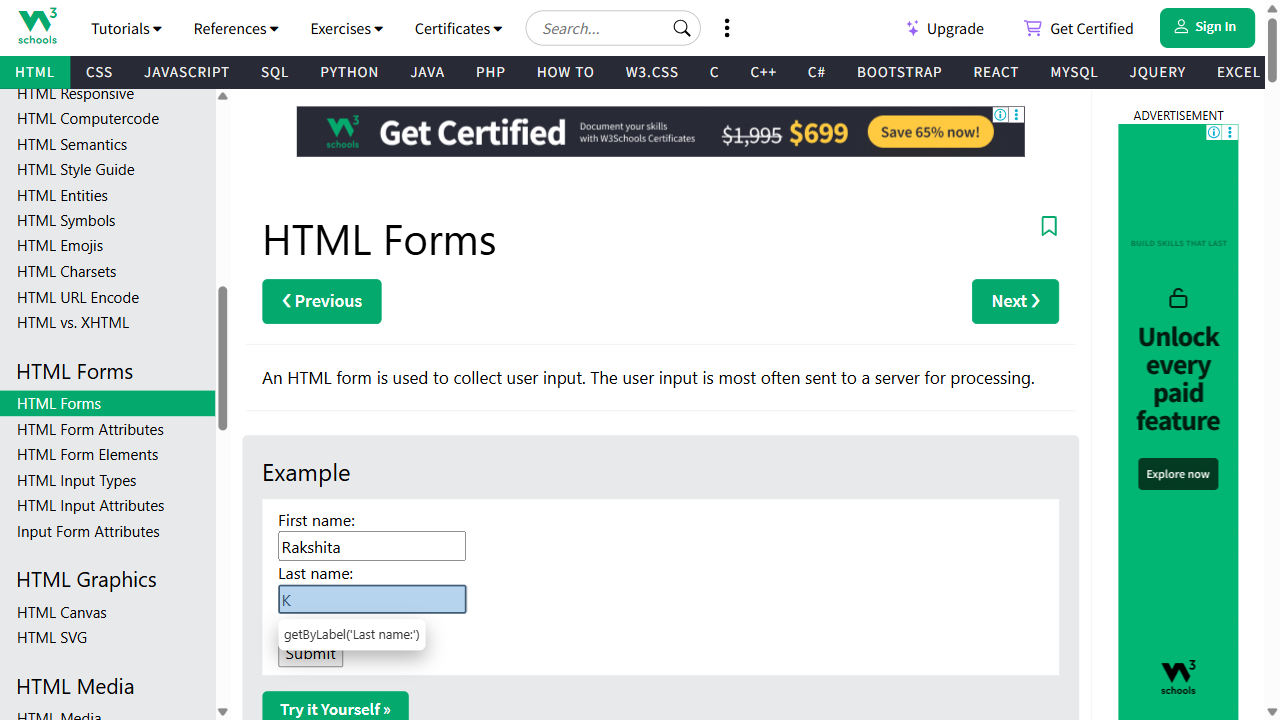 3
schools
Tutorials
References
Exercises
Certificates
Search...
Upgrade
Get Certified
Sign In
HTML
CSS
JAVASCRIPT
SQL
PYTHON
JAVA
PHP
HOW TO
W3.CSS
C
C++
C#
BOOTSTRAP
REACT
MYSQL
JQUERY
EXCEL
HTML Responsive
HTML Computercode
HTML Semantics
HTML Style Guide
HTML Entities
HTML Symbols
HTML Emojis
HTML Charsets
HTML URL Encode
HTML vs. XHTML
HTML Forms
HTML Forms
HTML Form Attributes
HTML Form Elements
HTML Input Types
HTML Input Attributes
Input Form Attributes
HTML Graphics
HTML Canvas
HTML SVG
HTML Media
HTML Media
W3
schools
Get Certified
Document your skills
with W3Schools Certificates
$1,995 $699
Save 65% now!
HTML Forms
❮ Previous
Next ❯
An HTML form is used to collect user input. The user input is most often sent to a server for processing.
Example
First name:
Rakshita
Last name:
K
getByLabel('Last name:')
Submit
Try it Yourself »
ADVERTISEMENT
BUILD SKILLS THAT LAST
Unlock
every
paid
feature
Explore now
W3
schools